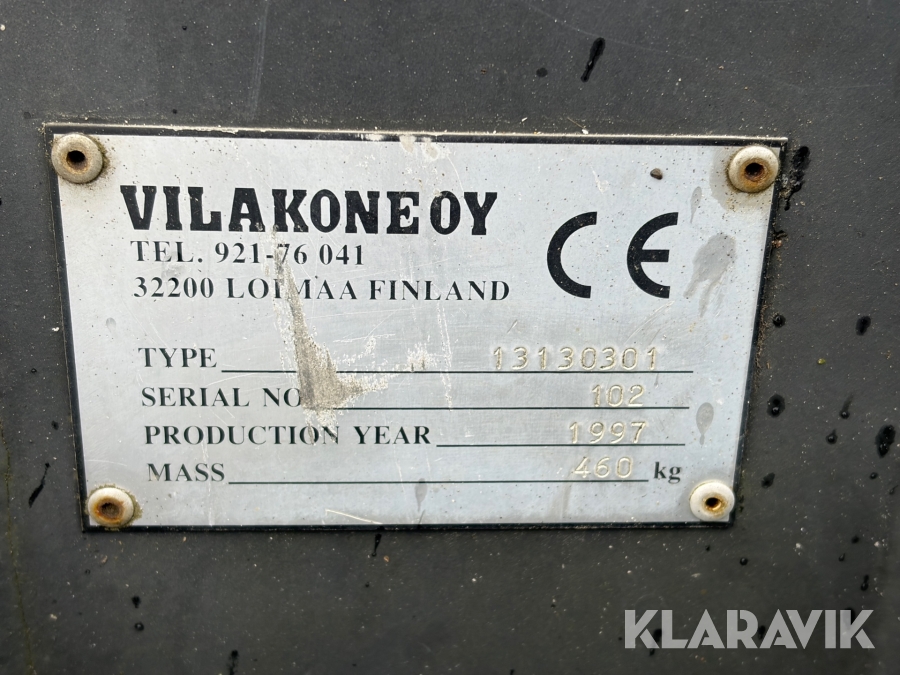 VILAKONE OY
TEL. 921-76 041
32200 LOIMAA FINLAND
CE
TYPE 13130301
SERIAL NO 102
PRODUCTION YEAR 1997
MASS 460 kg
KLARAVIK